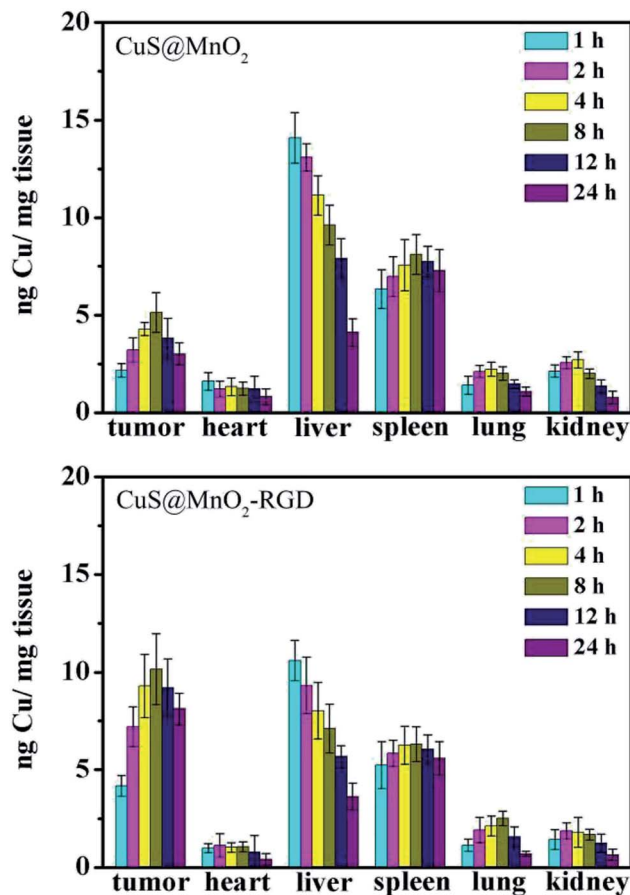 20
CuS@MnO₂
1 h
2 h
4 h
8 h
12 h
24 h
15
10
5
0
ng Cu/ mg tissue
tumor heart liver spleen lung kidney
20
CuS@MnO₂-RGD
1 h
2 h
4 h
8 h
12 h
24 h
15
10
5
0
ng Cu/ mg tissue
tumor heart liver spleen lung kidney